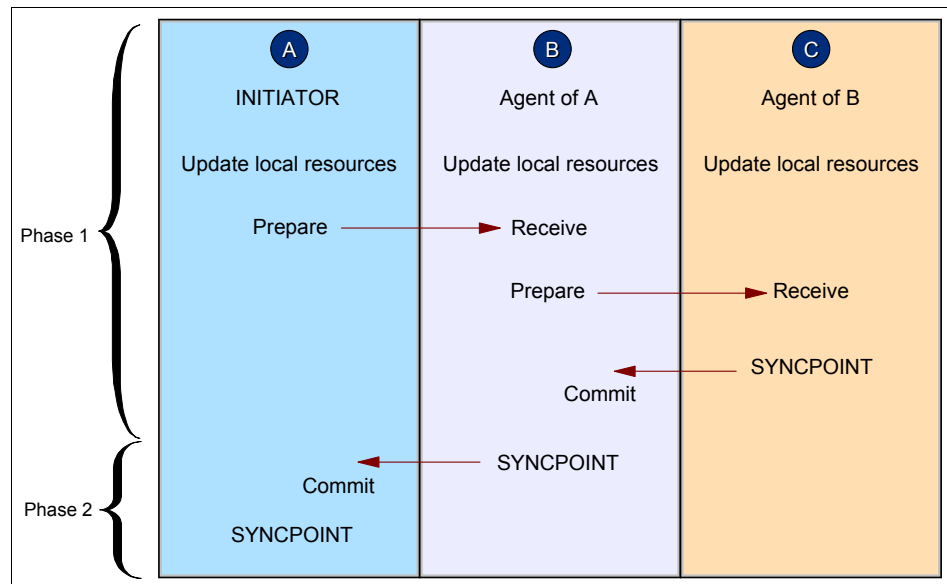 A B C
INITIATOR Agent of A Agent of B
Update local resources Update local resources Update local resources
Phase 1
Prepare Receive
Prepare Receive
SYNCPOINT
Commit
SYNCPOINT
Commit
Phase 2
SYNCPOINT